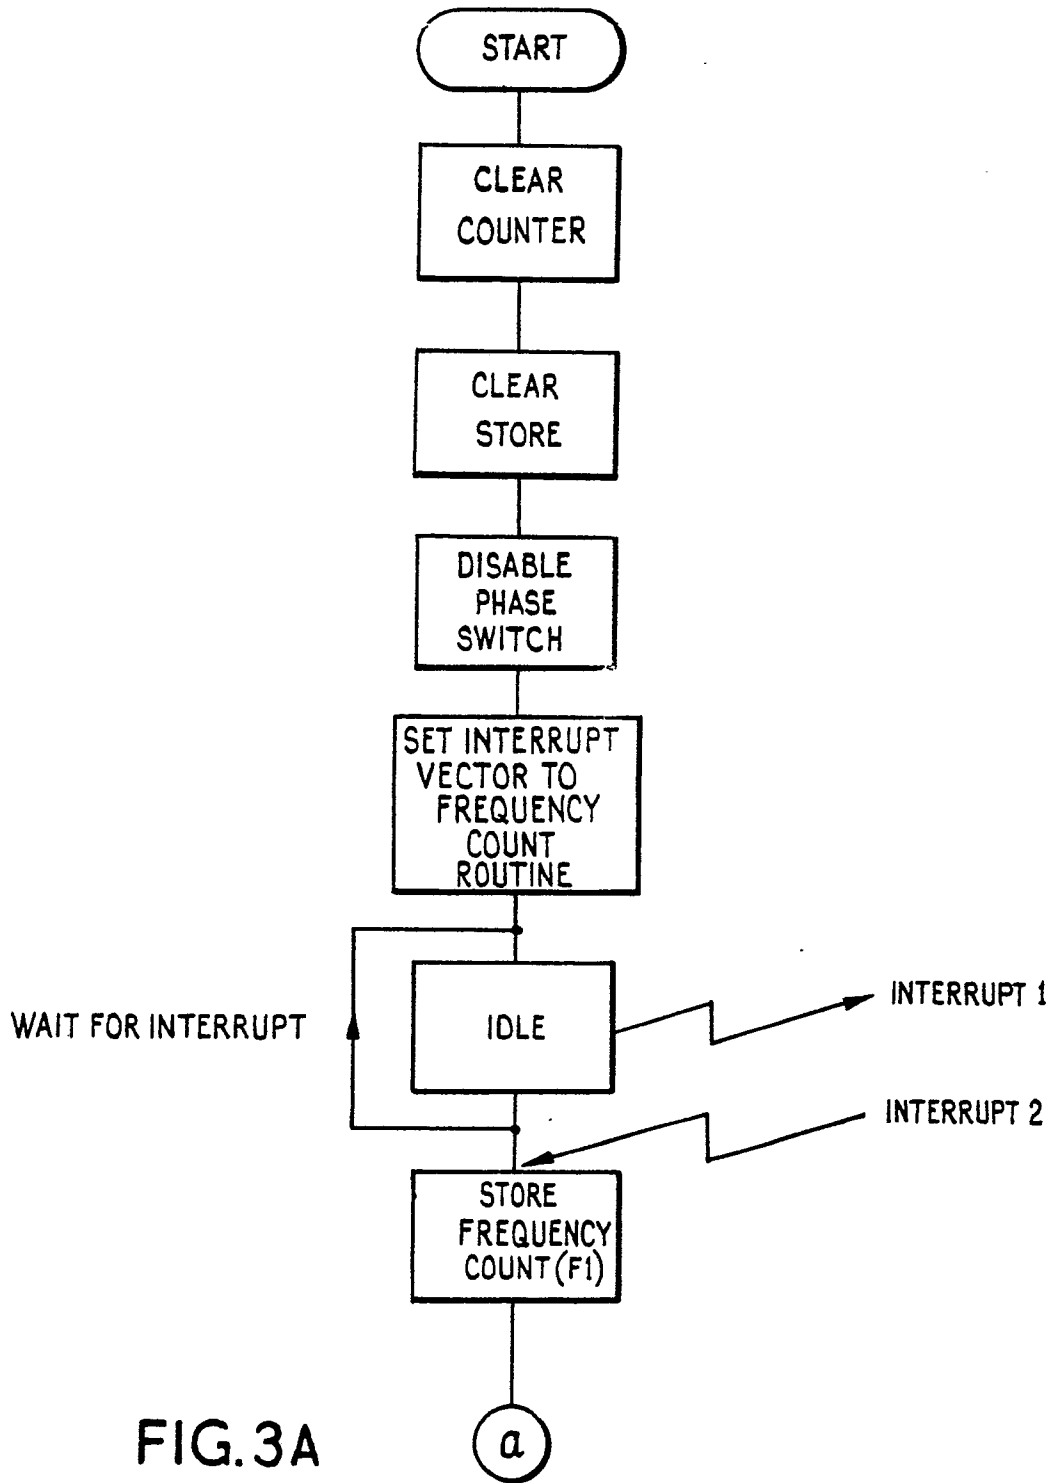 START
CLEAR
COUNTER
CLEAR
STORE
DISABLE
PHASE
SWITCH
SET INTERRUPT
VECTOR TO
FREQUENCY
COUNT
ROUTINE
WAIT FOR INTERRUPT
IDLE
INTERRUPT 1
INTERRUPT 2
STORE
FREQUENCY
COUNT (F1)
a
FIG. 3A